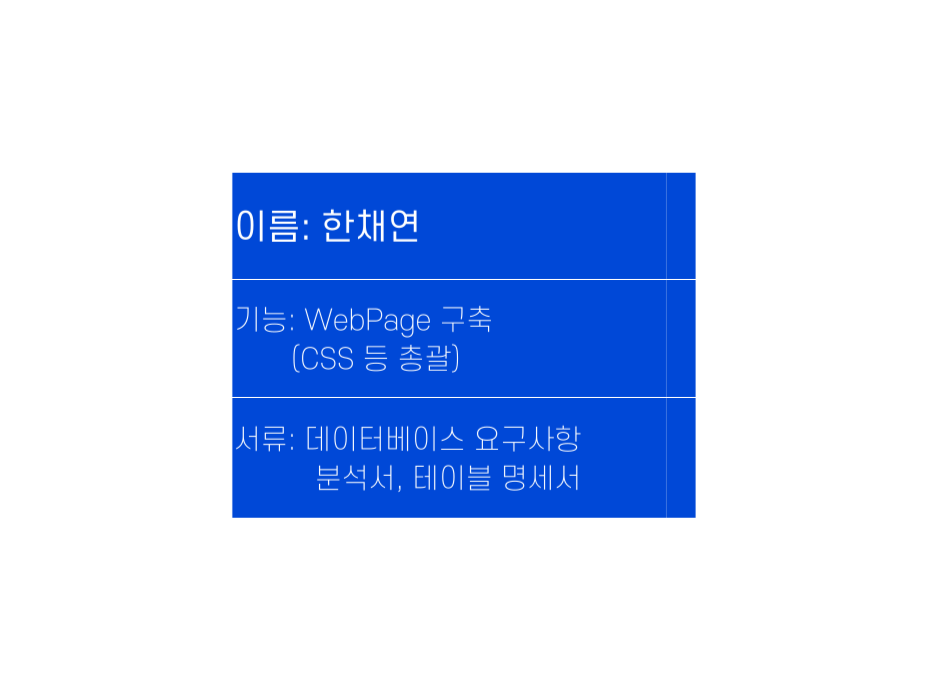 이름: 한채연
기능: WebPage 구축
(CSS 등 총괄)
서류: 데이터베이스 요구사항
분석서, 테이블 명세서